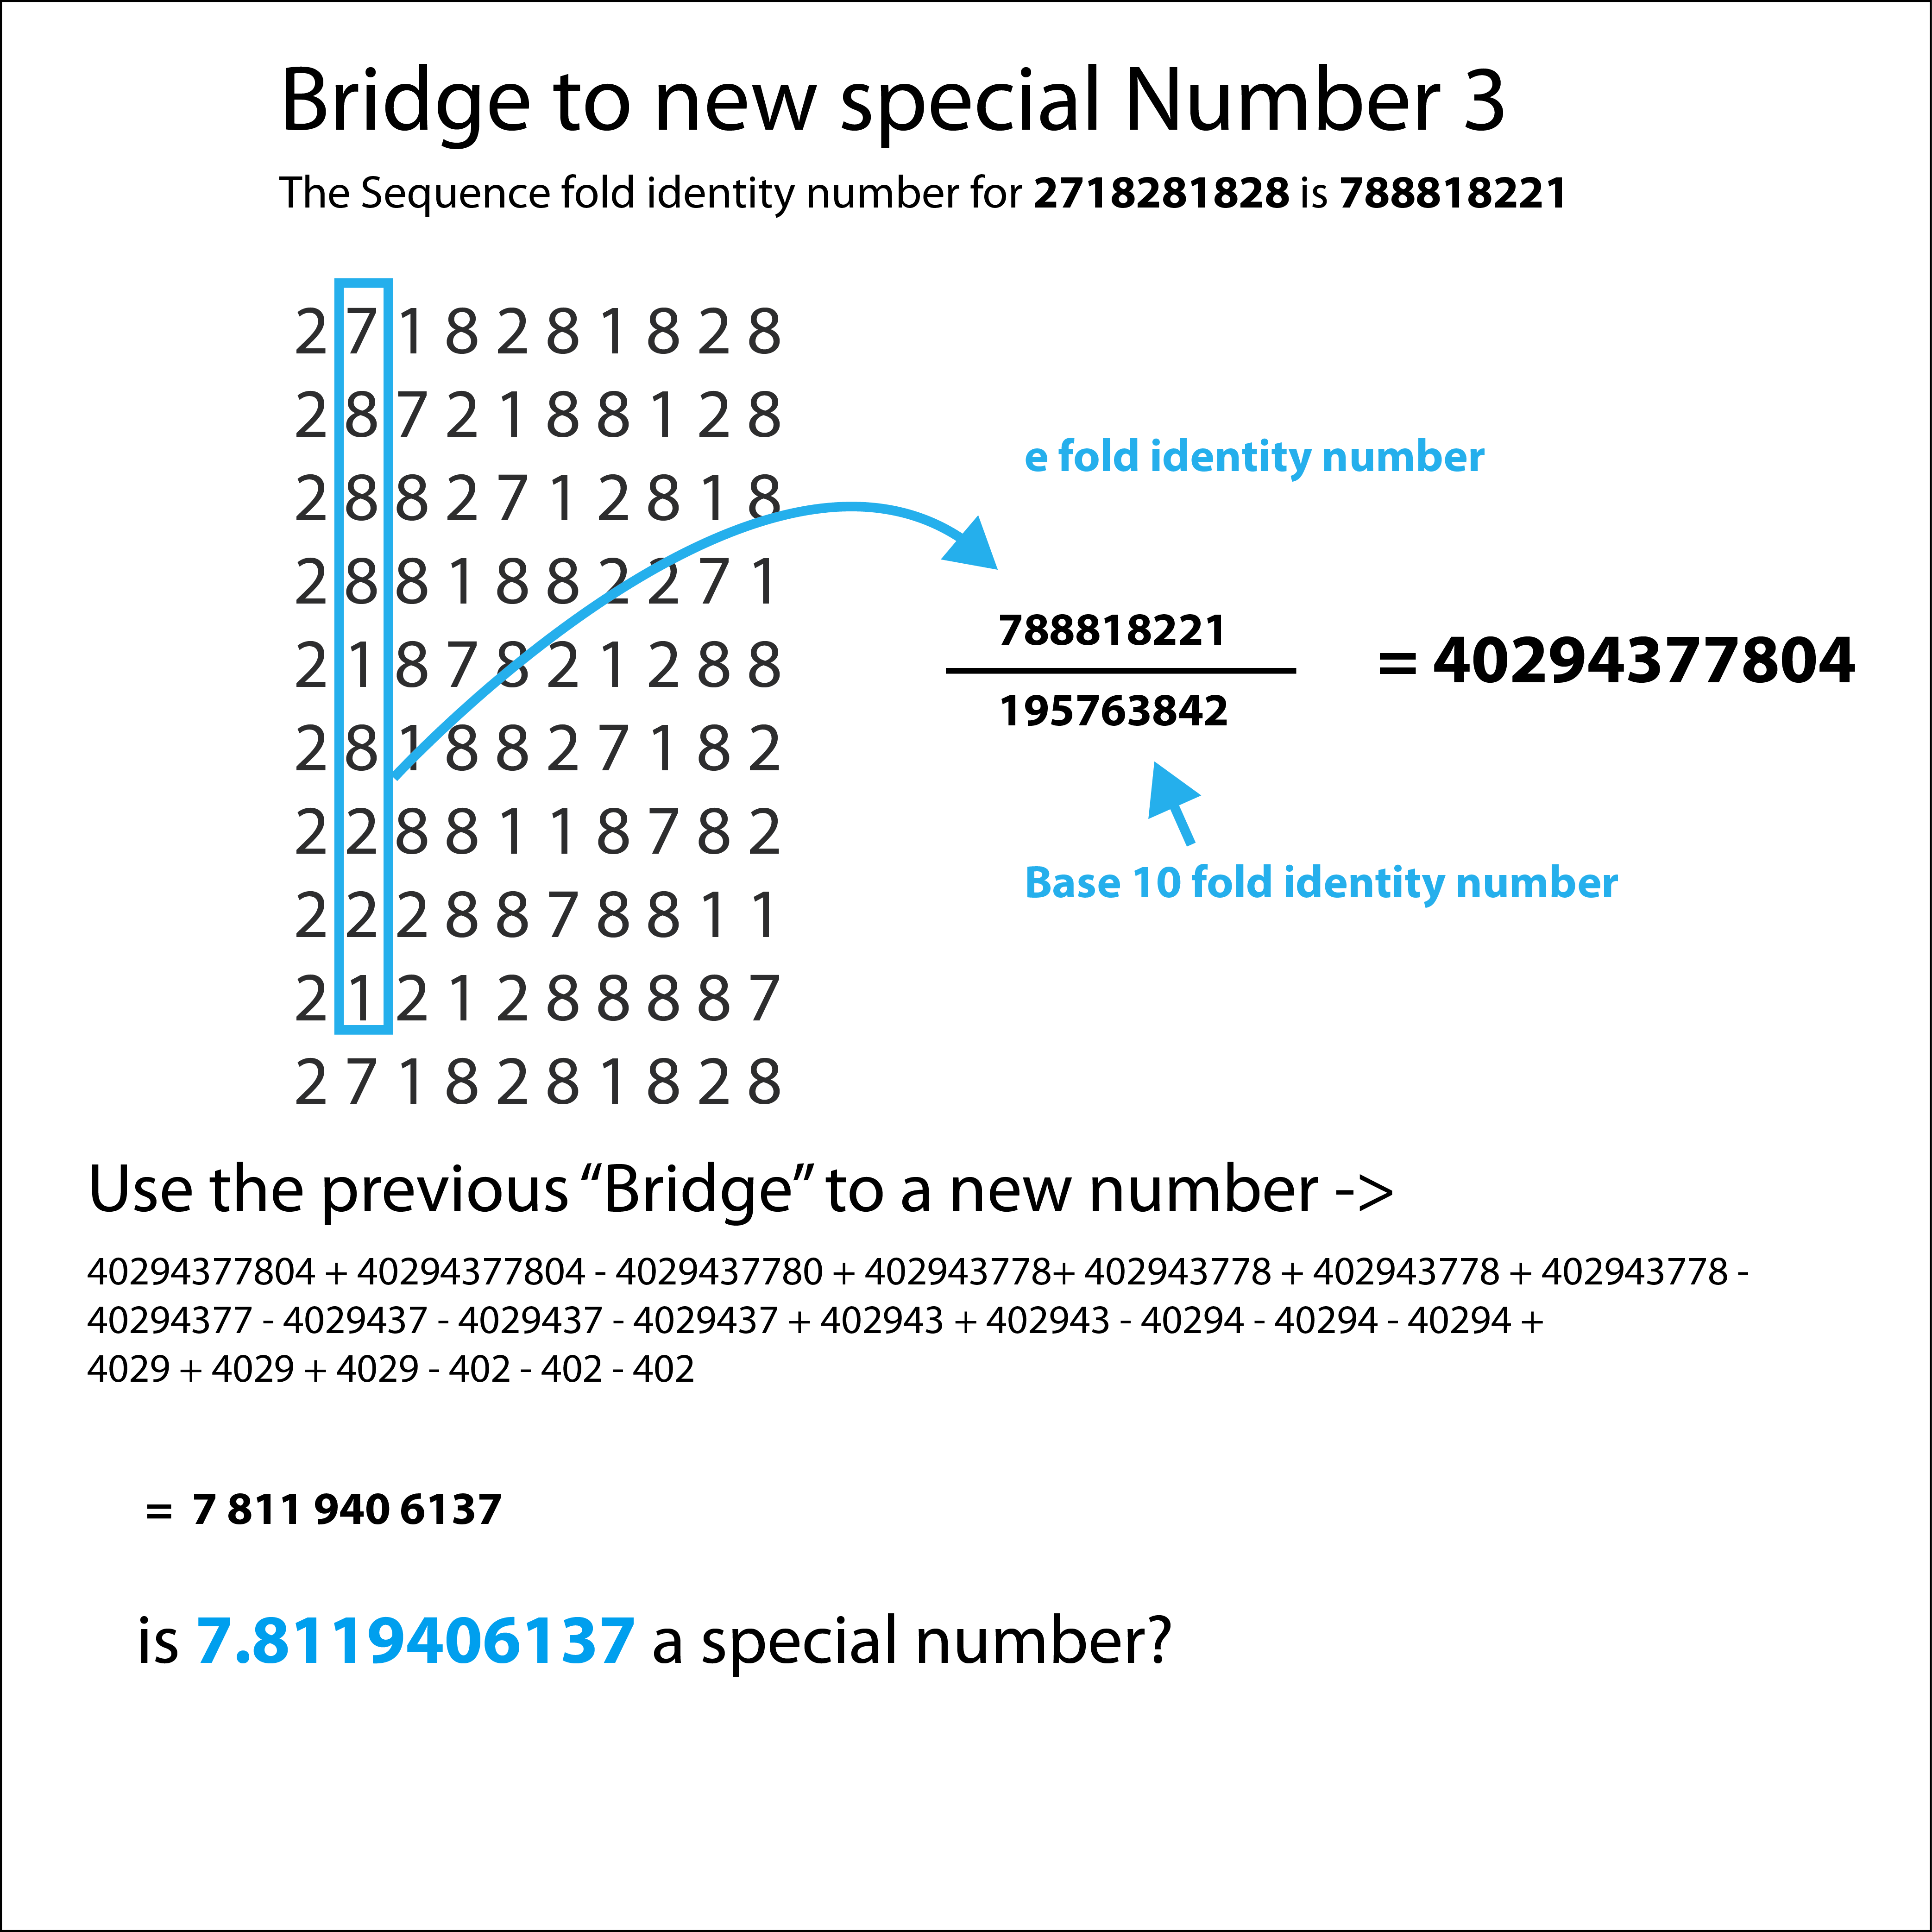 Bridge to new special Number 3
The Sequence fold identity number for 2718281828 is 788818221
2 7 1 8 2 8 1 8 2 8
2 8 7 2 1 8 8 1 2 8
2 8 8 2 7 1 2 8 1 8
2 8 8 1 8 8 2 2 7 1
2 1 8 7 8 2 1 2 8 8
2 8 1 8 8 2 7 1 8 2
2 2 8 8 1 1 8 7 8 2
2 2 2 8 8 7 8 8 1 1
2 1 2 1 2 8 8 8 8 7
2 7 1 8 2 8 1 8 2 8
e fold identity number
788818221
195763842
= 40294377804
Base 10 fold identity number
Use the previous “Bridge” to a new number ->
40294377804 + 40294377804 - 4029437780 + 402943778+ 402943778 + 402943778 + 402943778 -
40294377 - 4029437 - 4029437 - 4029437 + 402943 + 402943 - 40294 - 40294 - 40294 +
4029 + 4029 + 4029 - 402 - 402 - 402
= 7 811 940 6137
is 7.8119406137 a special number?